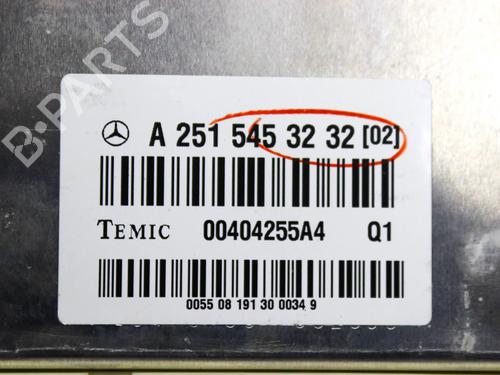 A 251 545 32 32 [02]
TEMIC 00404255A4 Q1
0055 08 191 30 0034 9
B-Parts